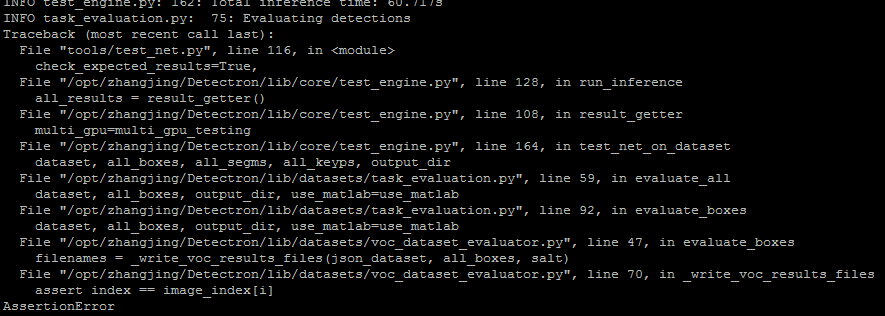 INFO test_engine.py: 162: Total inference time: 60.717s
INFO task_evaluation.py:  75: Evaluating detections
Traceback (most recent call last):
  File "tools/test_net.py", line 116, in <module>
    check_expected_results=True,
  File "/opt/zhangjing/Detectron/lib/core/test_engine.py", line 128, in run_inference
    all_results = result_getter()
  File "/opt/zhangjing/Detectron/lib/core/test_engine.py", line 108, in result_getter
    multi_gpu=multi_gpu_testing
  File "/opt/zhangjing/Detectron/lib/core/test_engine.py", line 164, in test_net_on_dataset
    dataset, all_boxes, all_segms, all_keyps, output_dir
  File "/opt/zhangjing/Detectron/lib/datasets/task_evaluation.py", line 59, in evaluate_all
    dataset, all_boxes, output_dir, use_matlab=use_matlab
  File "/opt/zhangjing/Detectron/lib/datasets/task_evaluation.py", line 92, in evaluate_boxes
    dataset, all_boxes, output_dir, use_matlab=use_matlab
  File "/opt/zhangjing/Detectron/lib/datasets/voc_dataset_evaluator.py", line 47, in evaluate_boxes
    filenames = _write_voc_results_files(json_dataset, all_boxes, salt)
  File "/opt/zhangjing/Detectron/lib/datasets/voc_dataset_evaluator.py", line 70, in _write_voc_results_files
    assert index == image_index[i]
AssertionError